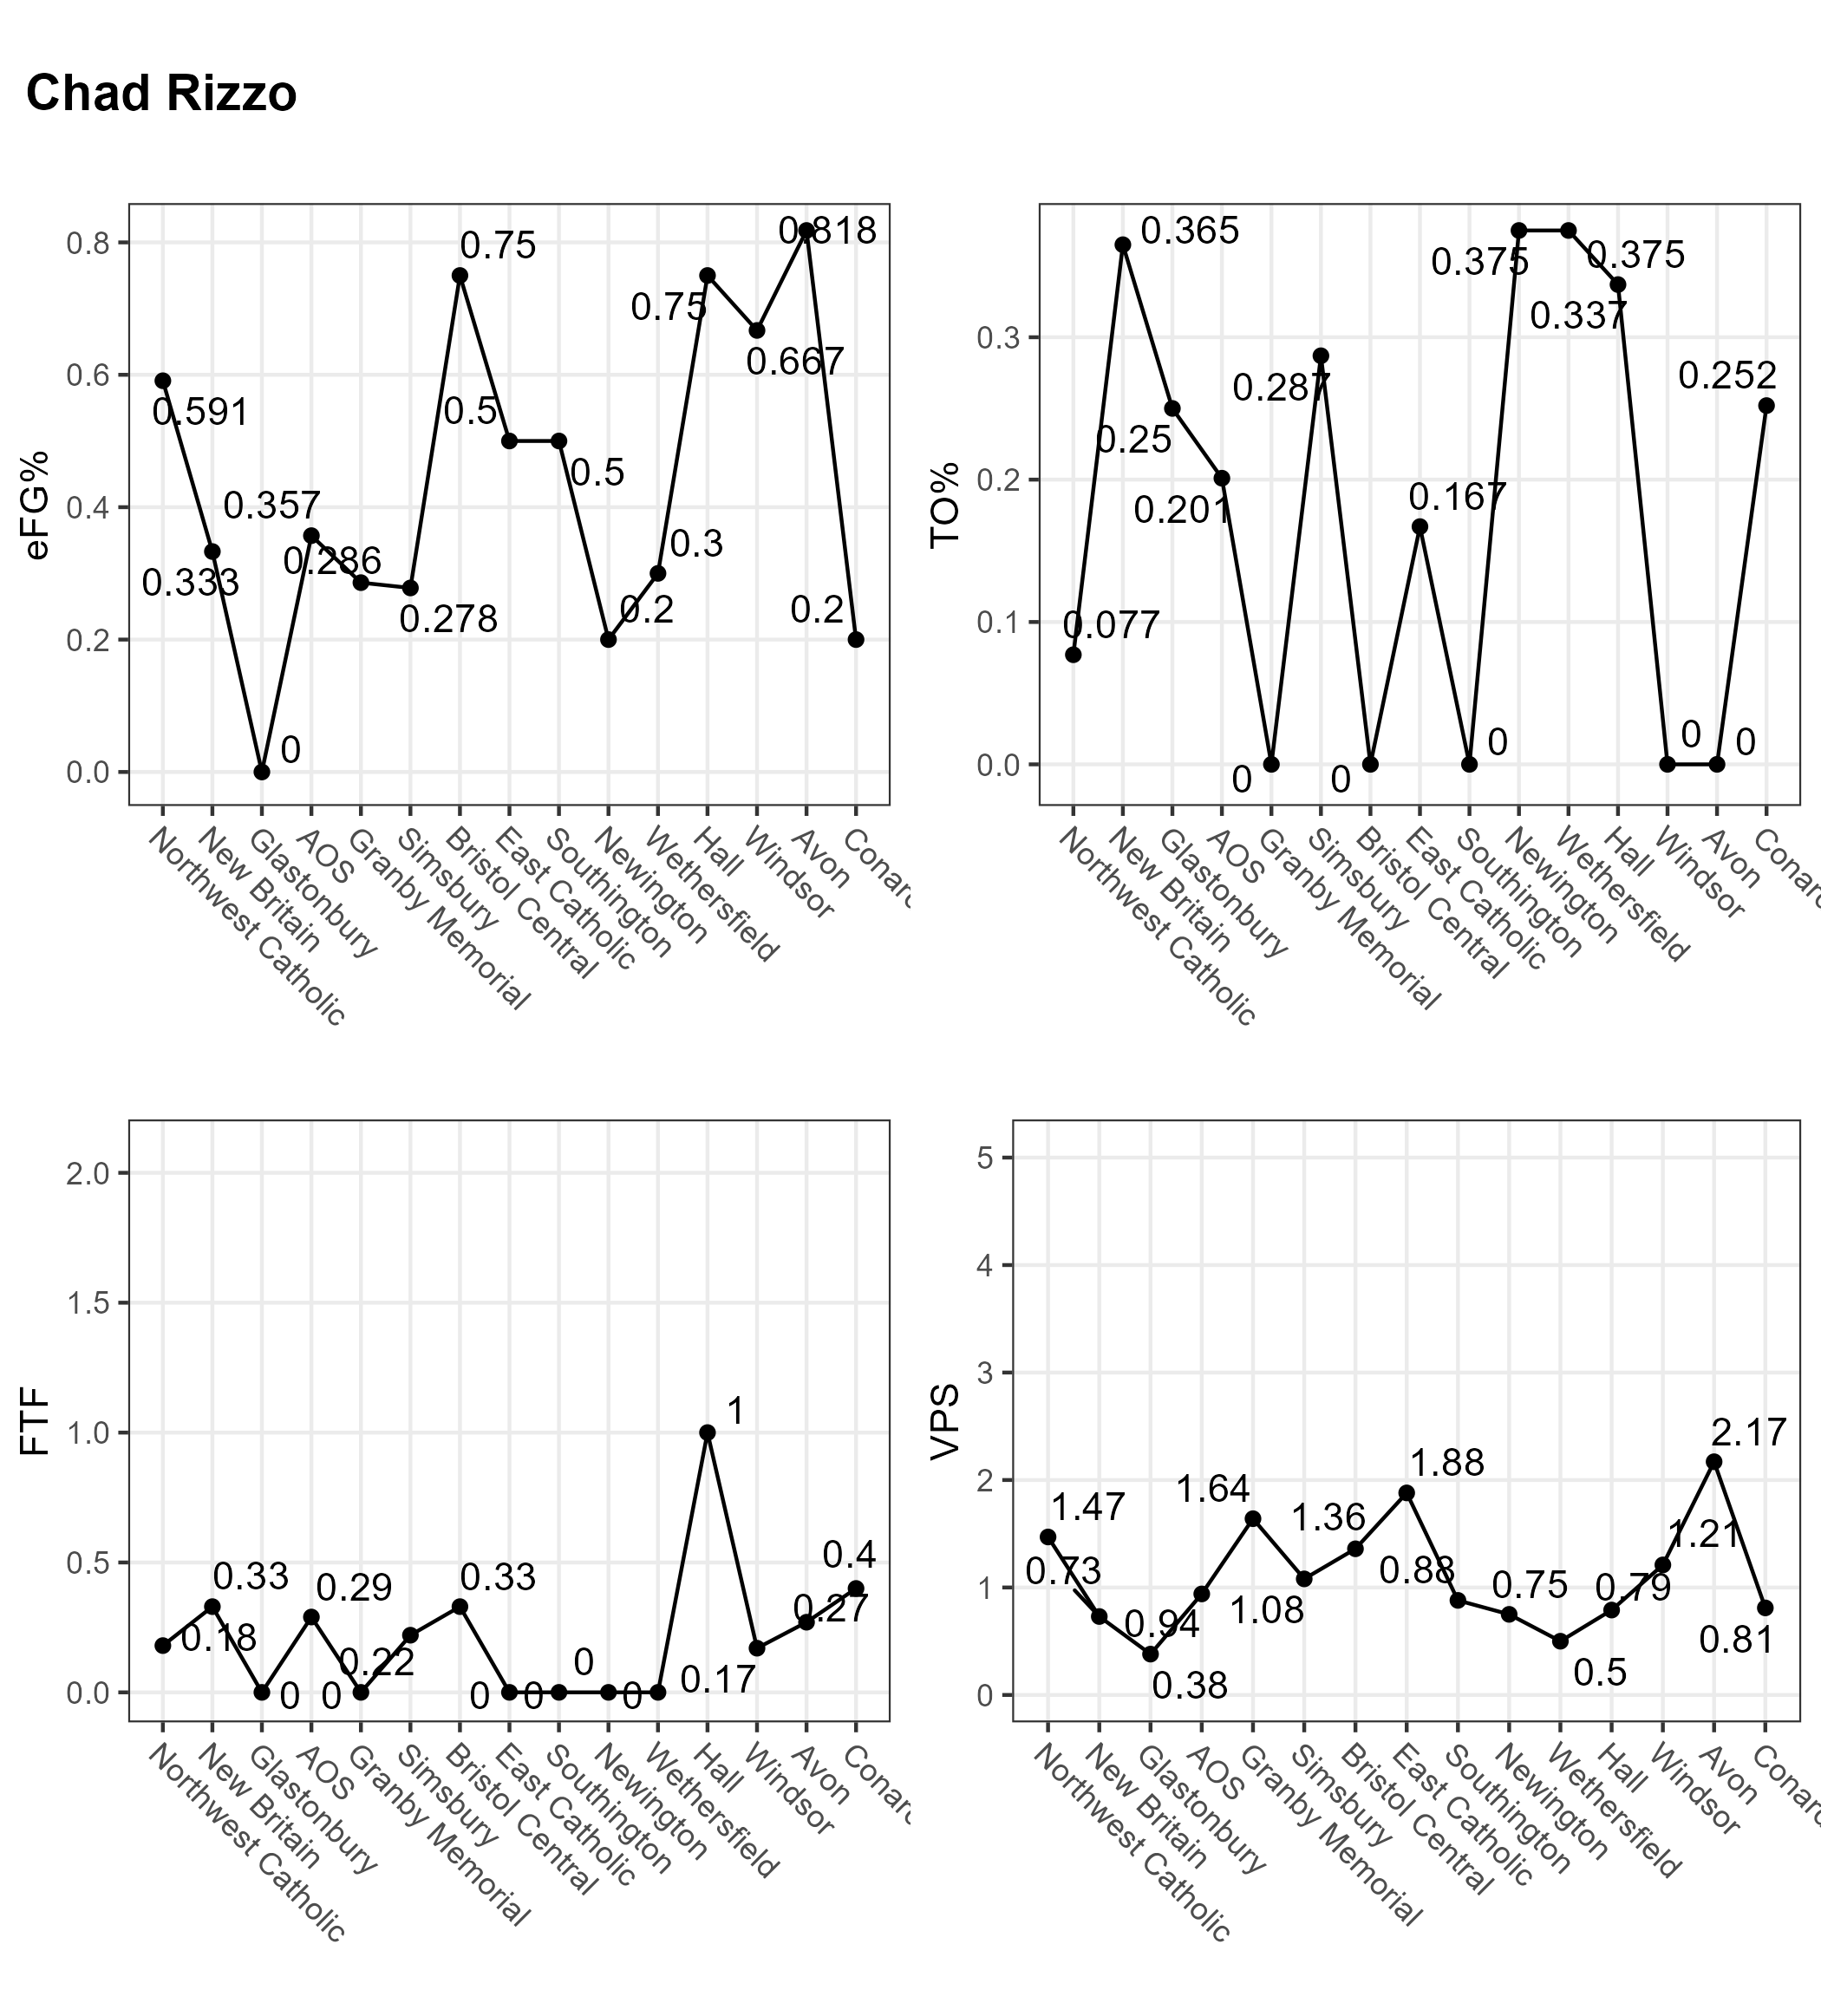 Chad Rizzo
eFG%
0.8
0.6
0.4
0.2
0.0
0.591
0.333
0
0.357
0.286
0.278
0.75
0.5
0.5
0.2
0.3
0.75
0.667
0.818
0.2
Northwest Catholic
New Britain
Glastonbury
AOS
Granby Memorial
Simsbury
Bristol Central
East Catholic
Southington
Newington
Wethersfield
Hall
Windsor
Avon
Conard
TO%
0.3
0.2
0.1
0.0
0.077
0.365
0.25
0.201
0
0.287
0
0.167
0
0.375
0.375
0.337
0
0
0.252
Northwest Catholic
New Britain
Glastonbury
AOS
Granby Memorial
Simsbury
Bristol Central
East Catholic
Southington
Newington
Wethersfield
Hall
Windsor
Avon
Conard
FTF
2.0
1.5
1.0
0.5
0.0
0.18
0.33
0
0.29
0
0.22
0.33
0
0
0
0
1
0.17
0.27
0.4
Northwest Catholic
New Britain
Glastonbury
AOS
Granby Memorial
Simsbury
Bristol Central
East Catholic
Southington
Newington
Wethersfield
Hall
Windsor
Avon
Conard
VPS
5
4
3
2
1
0
1.47
0.73
0.38
0.94
1.64
1.08
1.36
1.88
0.88
0.75
0.5
0.79
1.21
2.17
0.81
Northwest Catholic
New Britain
Glastonbury
AOS
Granby Memorial
Simsbury
Bristol Central
East Catholic
Southington
Newington
Wethersfield
Hall
Windsor
Avon
Conard